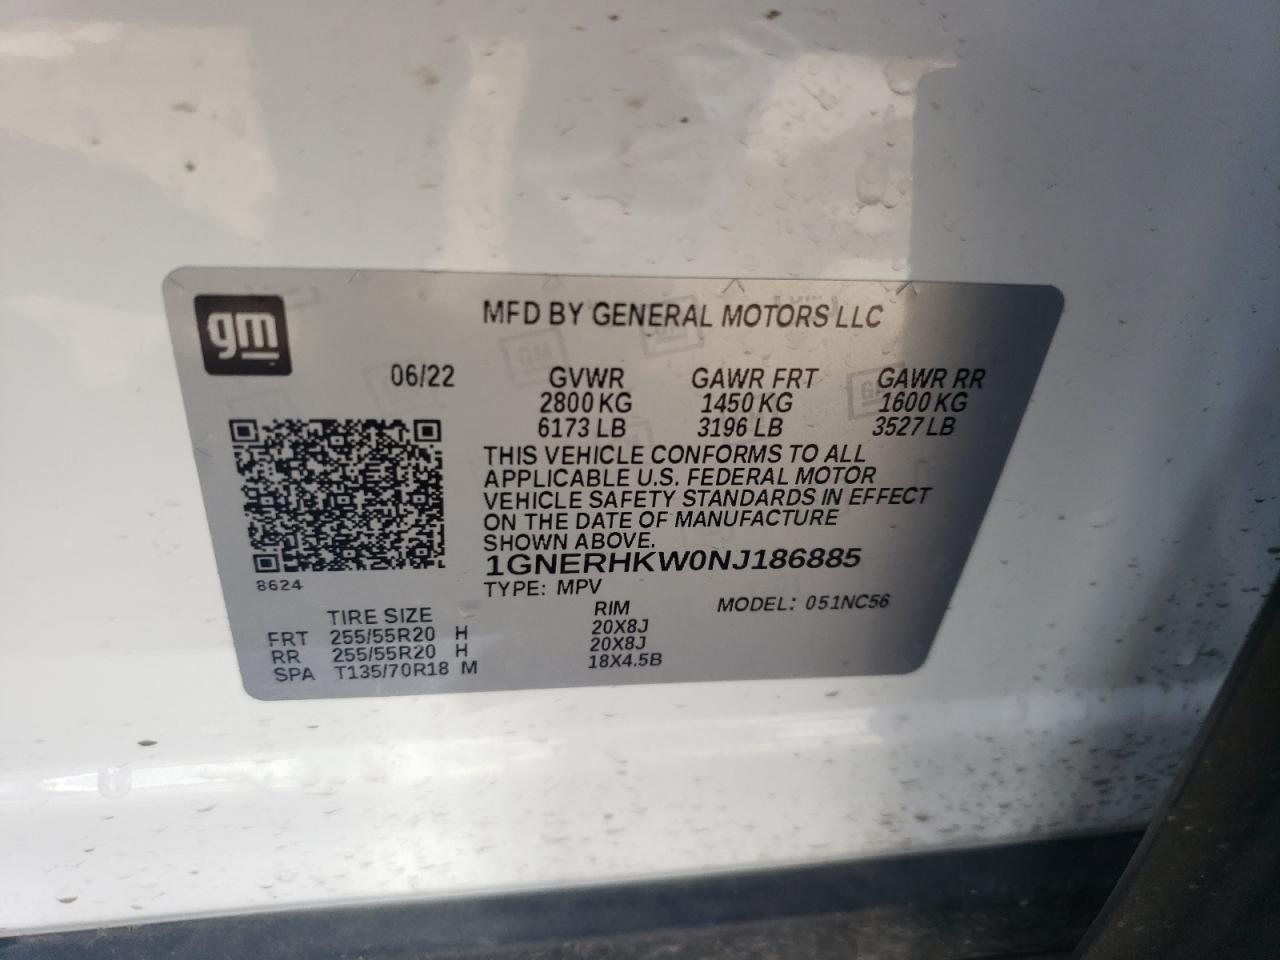 gm
MFD BY GENERAL MOTORS LLC
06/22 GVWR GAWR FRT GAWR RR
2800 KG 1450 KG 1600 KG
6173 LB 3196 LB 3527 LB
THIS VEHICLE CONFORMS TO ALL
APPLICABLE U.S. FEDERAL MOTOR
VEHICLE SAFETY STANDARDS IN EFFECT
ON THE DATE OF MANUFACTURE
SHOWN ABOVE.
1GNERHKW0NJ186885
8624
TYPE: MPV MODEL: 051NC56
TIRE SIZE RIM
FRT 255/55R20 H 20X8J
RR 255/55R20 H 20X8J
SPA T135/70R18 M 18X4.5B